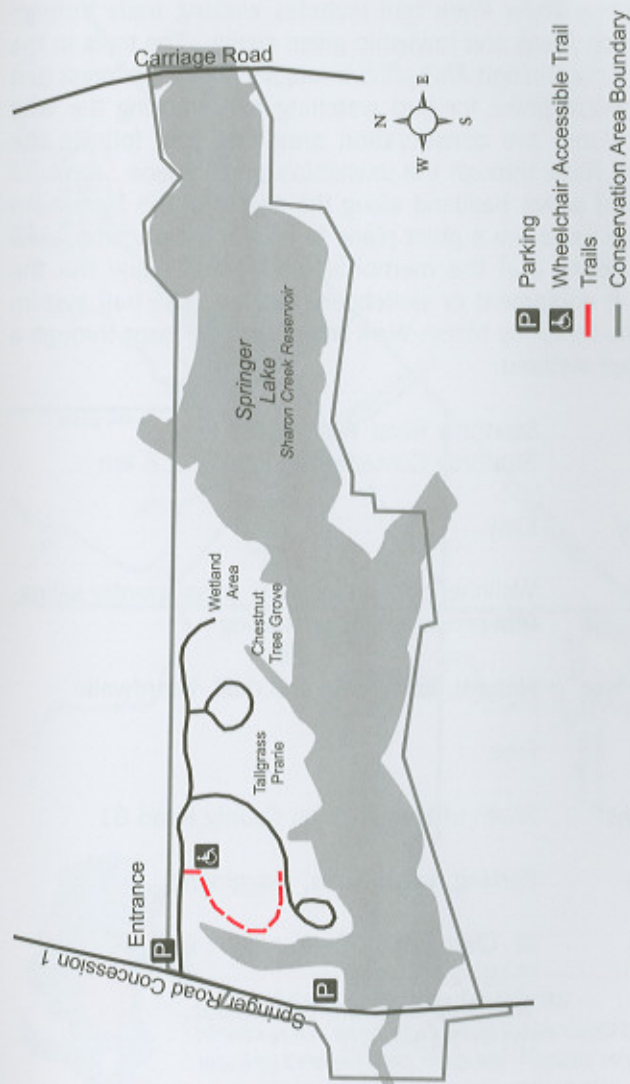 Carriage Road
N
W
E
S
Springer
Lake
Sharon Creek Reservoir
Wetland
Area
Chestnut
Tree Grove
Tallgrass
Prarie
Entrance
P
Springer Road Concession 1
P
P Parking
Wheelchair Accessible Trail
Trails
Conservation Area Boundary